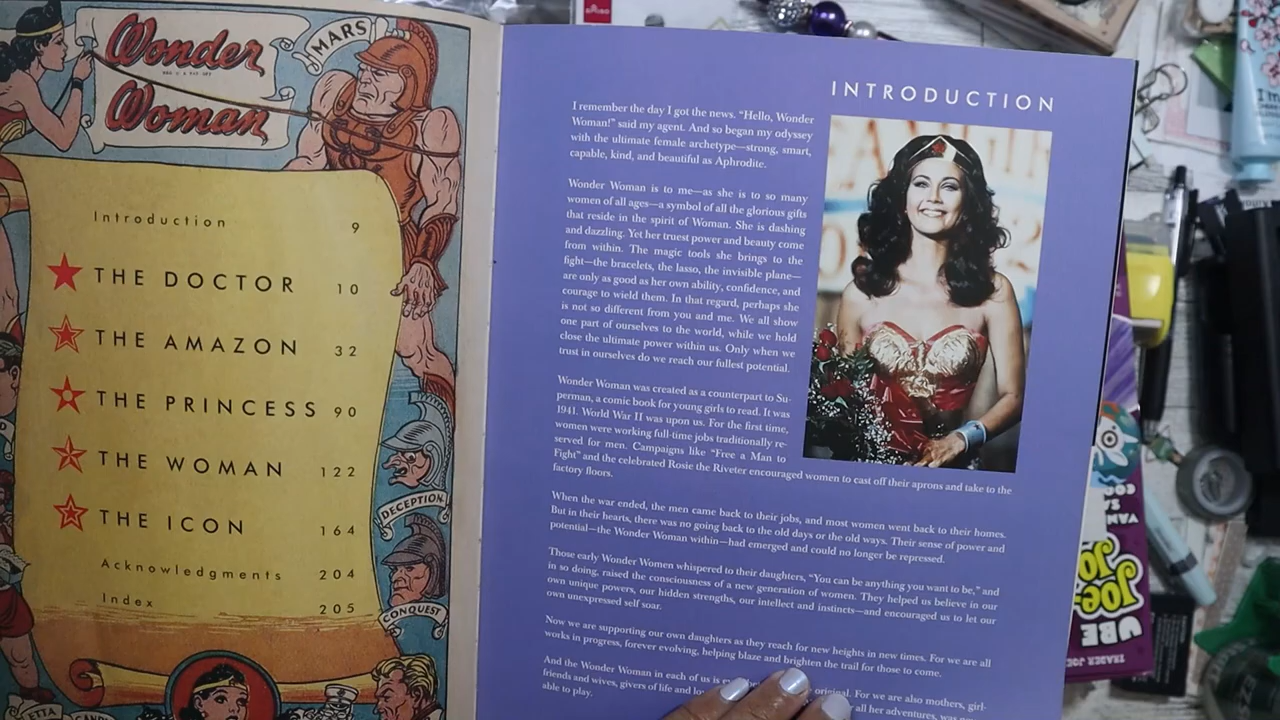 Wonder
Woman
MARS
Introduction 9
THE DOCTOR 10
THE AMAZON 32
THE PRINCESS 90
THE WOMAN 122
THE ICON 164
Acknowledgments 204
Index 205
DECEPTION
CONQUEST
ETTA
INTRODUCTION
I remember the day I got the news. “Hello, Wonder
Woman!” said my agent. And so began my odyssey
with the ultimate female archetype—strong, smart,
capable, kind, and beautiful as Aphrodite.
Wonder Woman is to me—as she is to so many
women of all ages—a symbol of all the glorious gifts
that reside in the spirit of Woman. She is dashing
and dazzling. Yet her truest power and beauty come
from within. The magic tools she brings to the
fight—the bracelets, the lasso, the invisible plane—
are only as good as her own ability, confidence, and
courage to wield them. In that regard, perhaps she
is not so different from you and me. We all show
one part of ourselves to the world, while we hold
close the ultimate power within us. Only when we
trust in ourselves do we reach our fullest potential.
Wonder Woman was created as a counterpart to Su-
perman, a comic book for young girls to read. It was
1941. World War II was upon us. For the first time,
women were working full-time jobs traditionally re-
served for men. Campaigns like “Free a Man to
Fight” and the celebrated Rosie the Riveter encouraged women to cast off their aprons and take to the
factory floors.
When the war ended, the men came back to their jobs, and most women went back to their homes.
But in their hearts, there was no going back to the old days or the old ways. Their sense of power and
potential—the Wonder Woman within—had emerged and could no longer be repressed.
Those early Wonder Women whispered to their daughters, “You can be anything you want to be,” and
in so doing, raised the consciousness of a new generation of women. They helped us believe in our
own unique powers, our hidden strengths, our intellect and instincts—and encouraged us to let our
own unexpressed self soar.
Now we are supporting our own daughters as they reach for new heights in new times. For we are all
works in progress, forever evolving, helping blaze and brighten the trail for those to come.
And the Wonder Woman in each of us is original. For we are also mothers, girl-
friends and wives, givers of life and all her adventures, was
able to play.
DAISO
JOE
JOE'S
UBE
TRADER JOE